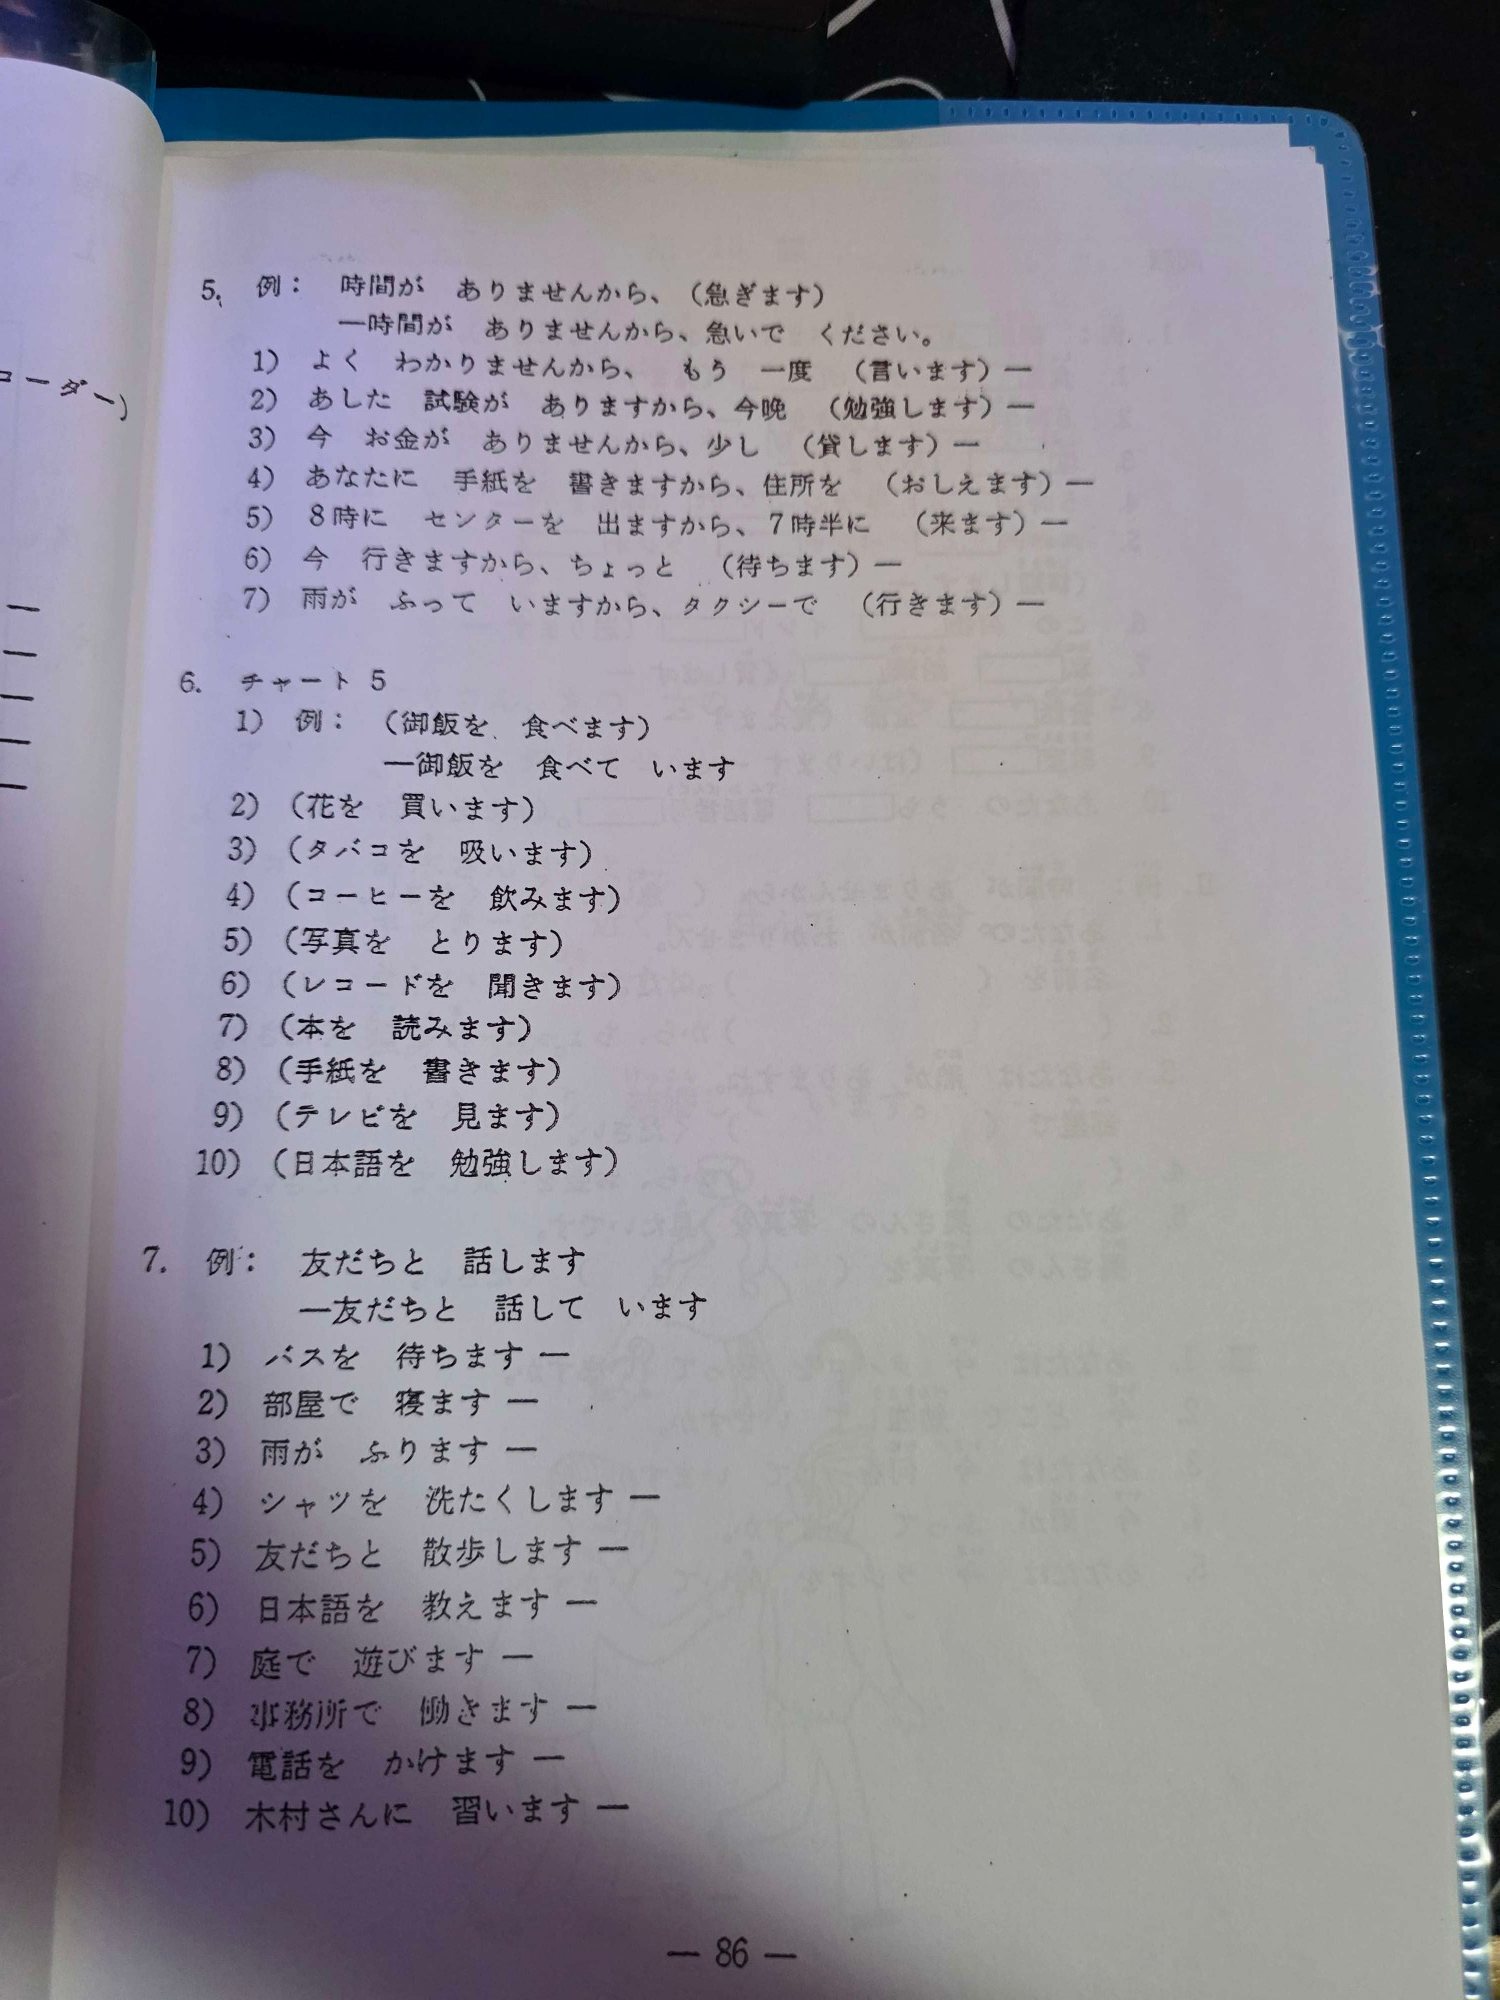 コーダー)
5. 例： 時間が ありませんから、（急ぎます）
―時間が ありませんから、急いで ください。
1) よく わかりませんから、 もう 一度 （言います）―
2) あした 試験が ありますから、今晩 （勉強します）―
3) 今 お金が ありませんから、少し （貸します）―
4) あなたに 手紙を 書きますから、住所を （おしえます）―
5) 8時に センターを 出ますから、7時半に （来ます）―
6) 今 行きますから、ちょっと （待ちます）―
7) 雨が ふって いますから、タクシーで （行きます）―
6. チャート 5
1) 例： （御飯を 食べます）
―御飯を 食べて います
2) （花を 買います）
3) （タバコを 吸います）
4) （コーヒーを 飲みます）
5) （写真を とります）
6) （レコードを 聞きます）
7) （本を 読みます）
8) （手紙を 書きます）
9) （テレビを 見ます）
10) （日本語を 勉強します）
7. 例： 友だちと 話します
―友だちと 話して います
1) バスを 待ちます ―
2) 部屋で 寝ます ―
3) 雨が ふります ―
4) シャツを 洗たくします ―
5) 友だちと 散歩します ―
6) 日本語を 教えます ―
7) 庭で 遊びます ―
8) 事務所で 働きます ―
9) 電話を かけます ―
10) 木村さんに 習います ―
― 86 ―